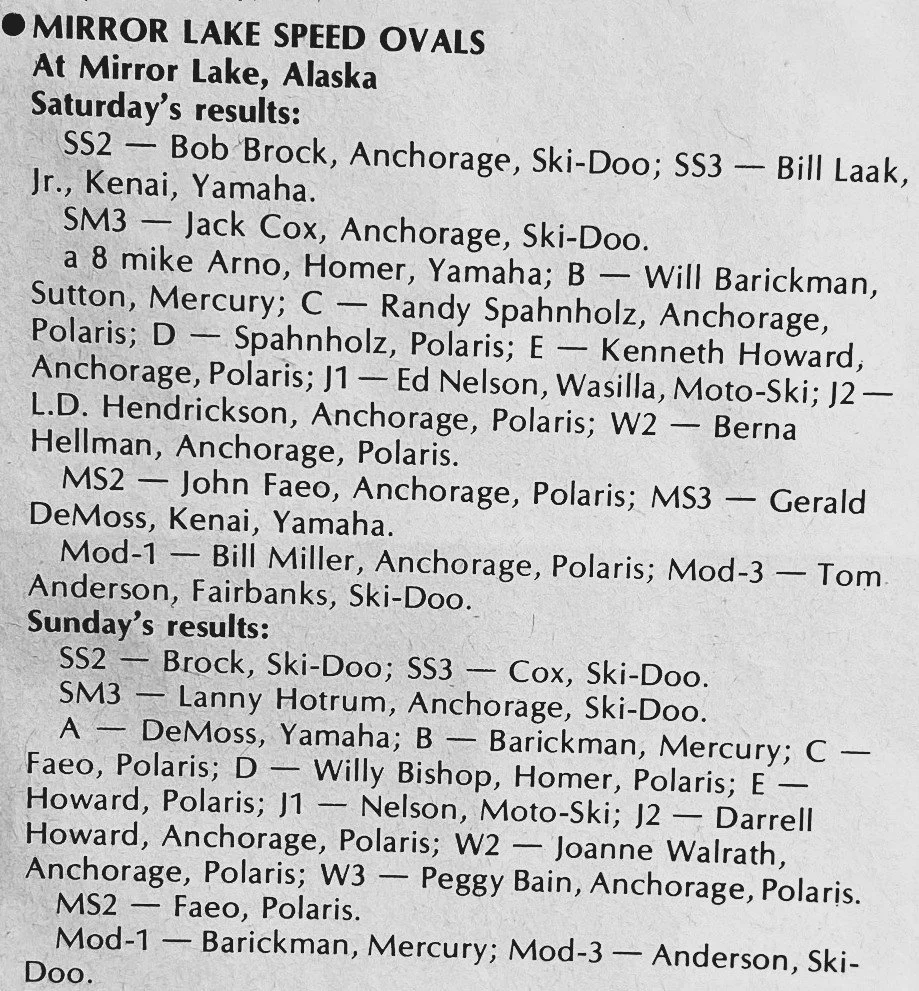 ● MIRROR LAKE SPEED OVALS
At Mirror Lake, Alaska
Saturday's results:
SS2 — Bob Brock, Anchorage, Ski-Doo; SS3 — Bill Laak,
Jr., Kenai, Yamaha.
SM3 — Jack Cox, Anchorage, Ski-Doo.
a 8 mike Arno, Homer, Yamaha; B — Will Barickman,
Sutton, Mercury; C — Randy Spahnholz, Anchorage,
Polaris; D — Spahnholz, Polaris; E — Kenneth Howard,
Anchorage, Polaris; J1 — Ed Nelson, Wasilla, Moto-Ski; J2 —
L.D. Hendrickson, Anchorage, Polaris; W2 — Berna
Hellman, Anchorage, Polaris.
MS2 — John Faeo, Anchorage, Polaris; MS3 — Gerald
DeMoss, Kenai, Yamaha.
Mod-1 — Bill Miller, Anchorage, Polaris; Mod-3 — Tom
Anderson, Fairbanks, Ski-Doo.
Sunday's results:
SS2 — Brock, Ski-Doo; SS3 — Cox, Ski-Doo.
SM3 — Lanny Hotrum, Anchorage, Ski-Doo.
A — DeMoss, Yamaha; B — Barickman, Mercury; C —
Faeo, Polaris; D — Willy Bishop, Homer, Polaris; E —
Howard, Polaris; J1 — Nelson, Moto-Ski; J2 — Darrell
Howard, Anchorage, Polaris; W2 — Joanne Walrath,
Anchorage, Polaris; W3 — Peggy Bain, Anchorage, Polaris.
MS2 — Faeo, Polaris.
Mod-1 — Barickman, Mercury; Mod-3 — Anderson, Ski-
Doo.